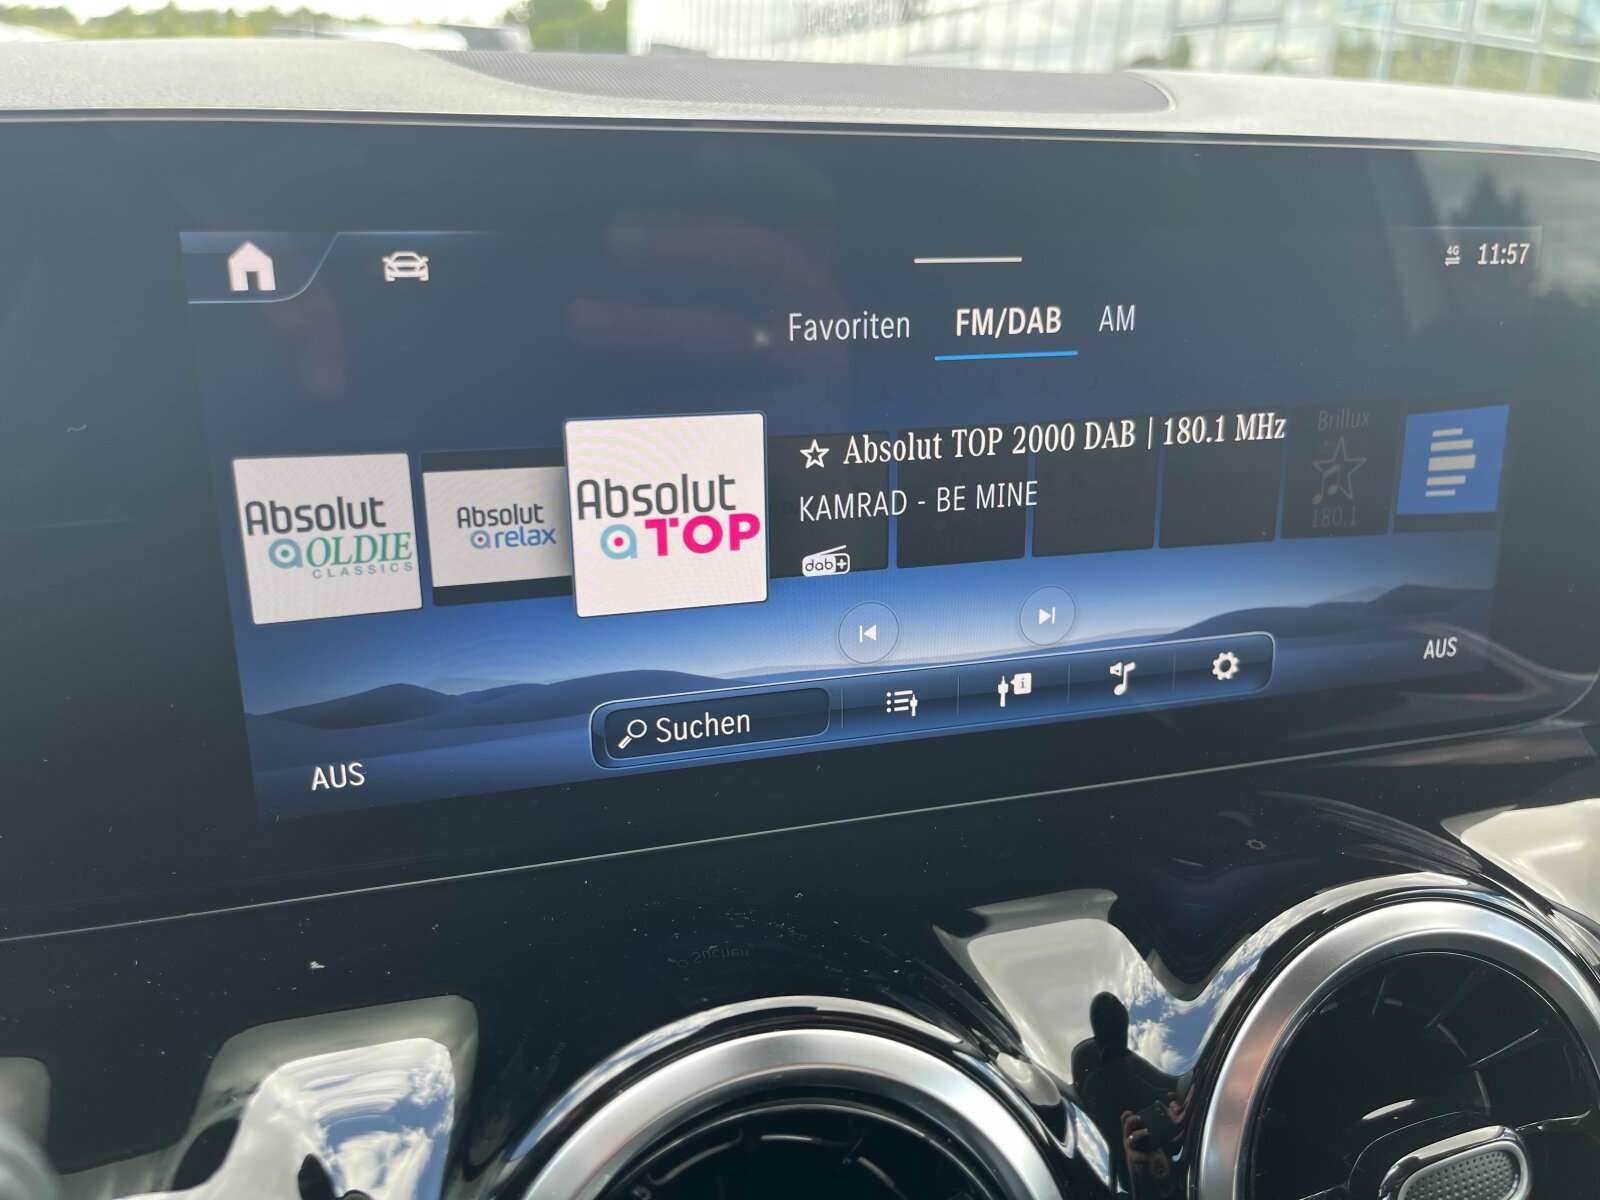 4G 11:57
Favoriten FM/DAB AM
Absolut OLDIE CLASSICS
Absolut relax
Absolut TOP
Absolut TOP 2000 DAB | 180.1 MHz
KAMRAD - BE MINE
dab+
Brillux
180.1
AUS
Suchen
AUS